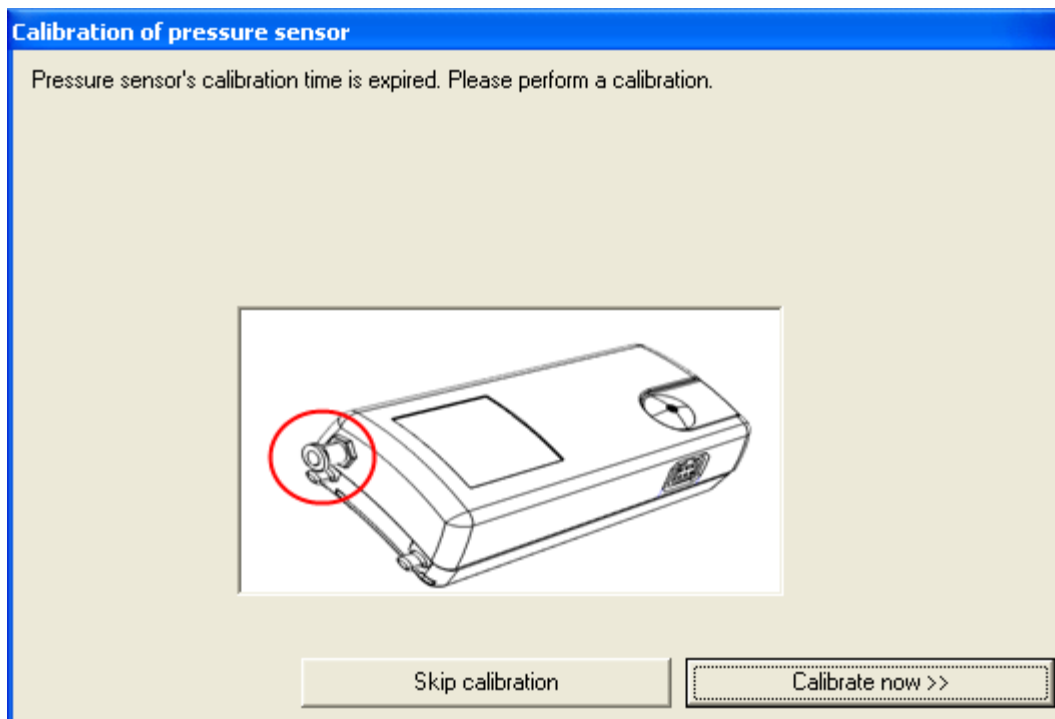 Calibration of pressure sensor
Pressure sensor's calibration time is expired. Please perform a calibration.
Skip calibration
Calibrate now >>